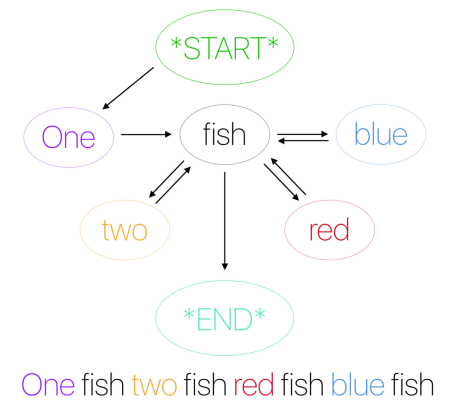 *START*
One fish blue
two red
*END*
One fish two fish red fish blue fish